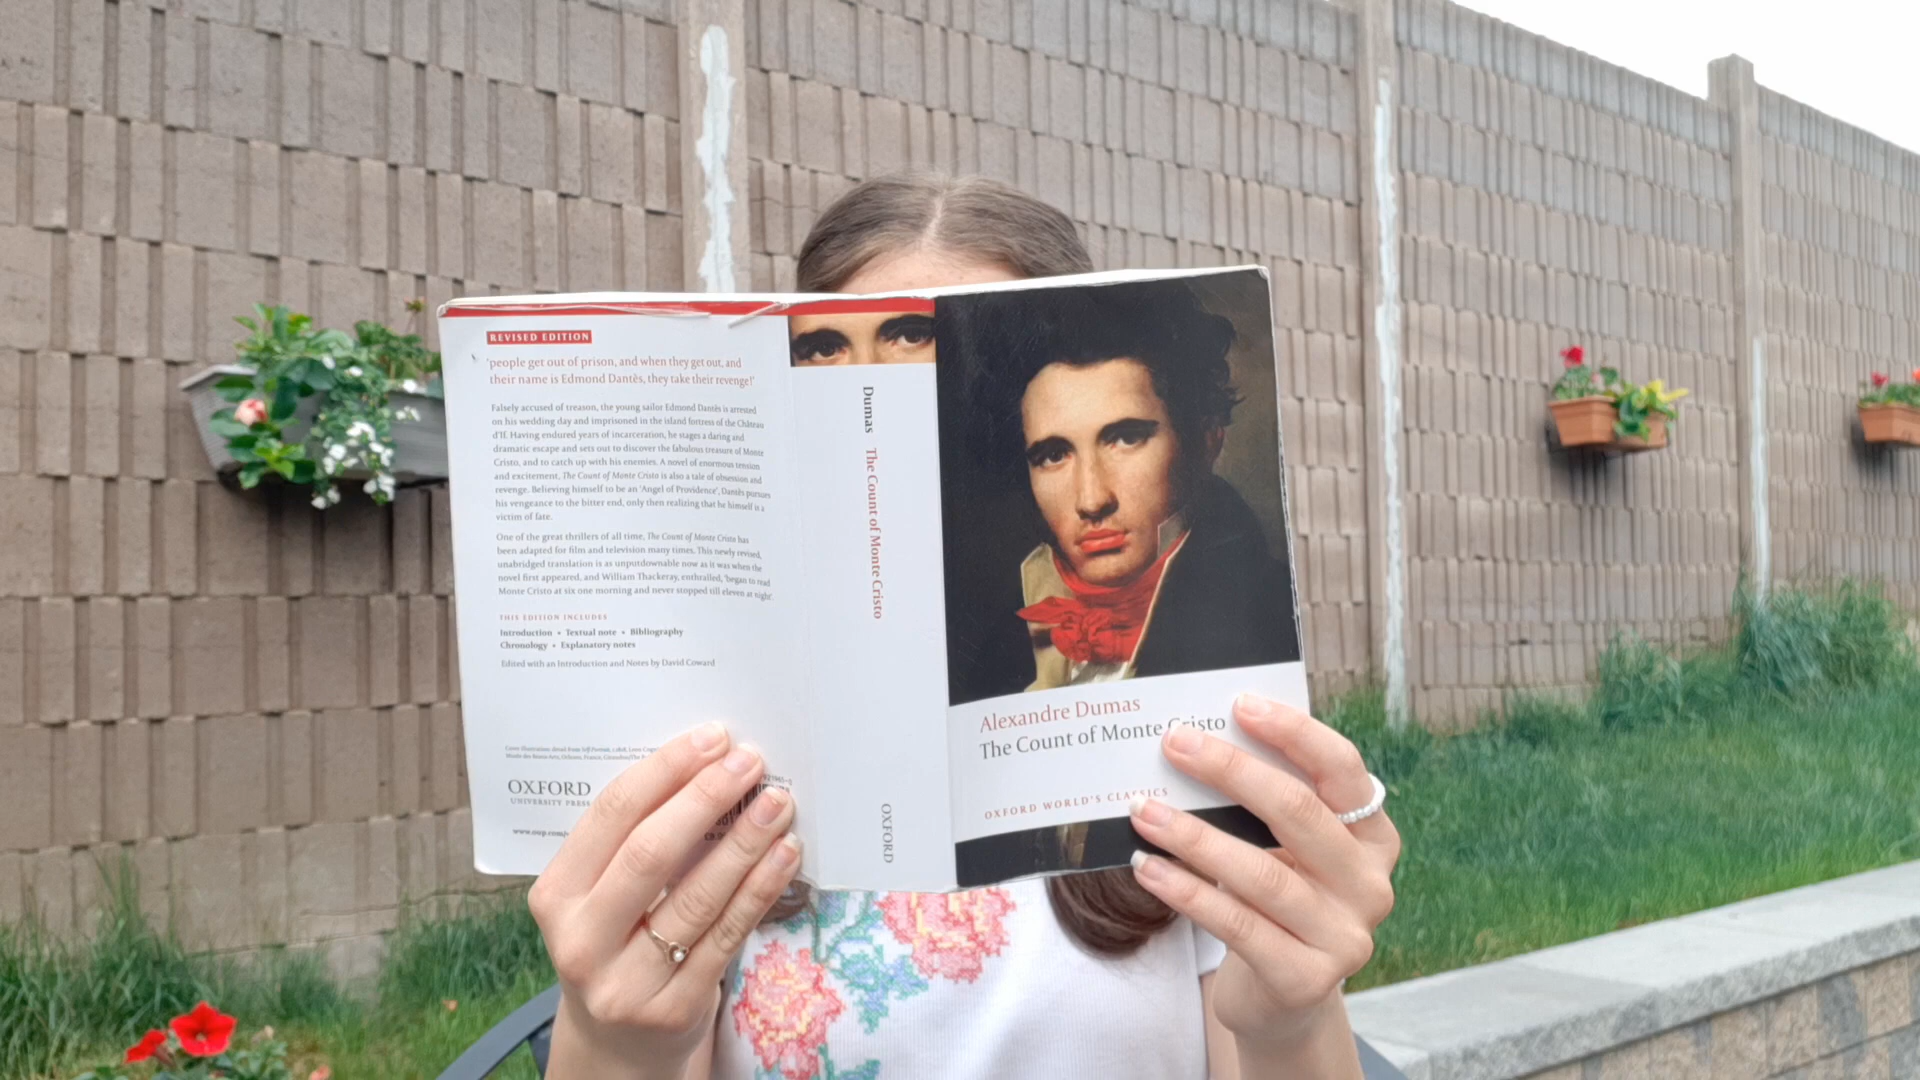 REVISED EDITION
'people get out of prison, and when they get out, and
their name is Edmond Dantès, they take their revenge!'
Falsely accused of treason, the young sailor Edmond Dantès is arrested
on his wedding day and imprisoned in the island fortress of the Château
d'If. Having endured years of incarceration, he stages a daring and
dramatic escape and sets out to discover the fabulous treasure of Monte
Cristo, and to catch up with his enemies. A novel of enormous tension
and excitement, The Count of Monte Cristo is also a tale of obsession and
revenge. Believing himself to be an 'Angel of Providence', Dantès pursues
his vengeance to the bitter end, only then realizing that he himself is a
victim of fate.
One of the great thrillers of all time, The Count of Monte Cristo has
been adapted for film and television many times. This newly revised,
unabridged translation is as unputdownable now as it was when the
novel first appeared, and William Thackeray, enthralled, 'began to read
Monte Cristo at six one morning and never stopped till eleven at night'.
THIS EDITION INCLUDES
Introduction • Textual note • Bibliography
Chronology • Explanatory notes
Edited with an Introduction and Notes by David Coward
Cover illustration: detail from Self Portrait,
OXFORD
UNIVERSITY PRESS
www.oup.com/
Dumas The Count of Monte Cristo
OXFORD
Alexandre Dumas
The Count of Monte Cristo
OXFORD WORLD'S CLASSICS